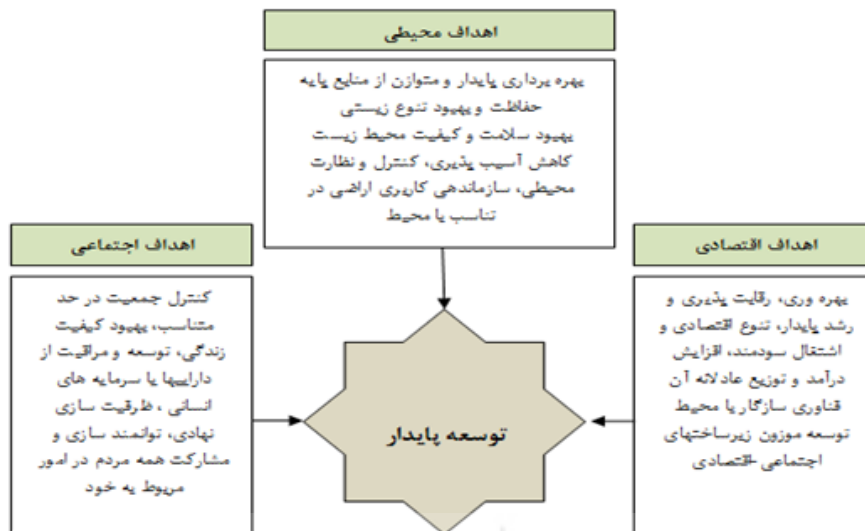 اهداف محیطی
بهره برداری پایدار و متوازن از منابع پایه
حفاظت و بهبود تنوع زیستی
بهبود سلامت و کیفیت محیط زیست
کاهش آسیب پذیری، کنترل و نظارت
محیطی، سازماندهی کاربری اراضی در
تناسب با محیط
اهداف اقتصادی
بهره وری، رقابت پذیری و
رشد پایدار، تنوع اقتصادی و
اشتغال سودمند، افزایش
درآمد و توزیع عادلانه آن
فناوری سازگار با محیط
توسعه موزون زیرساختهای
اجتماعی-اقتصادی
اهداف اجتماعی
کنترل جمعیت در حد
متناسب، بهبود کیفیت
زندگی، توسعه و مراقبت از
داراییها یا سرمایه های
انسانی ، ظرفیت سازی
نهادی، توانمند سازی و
مشارکت همه مردم در امور
مربوط به خود
توسعه پایدار